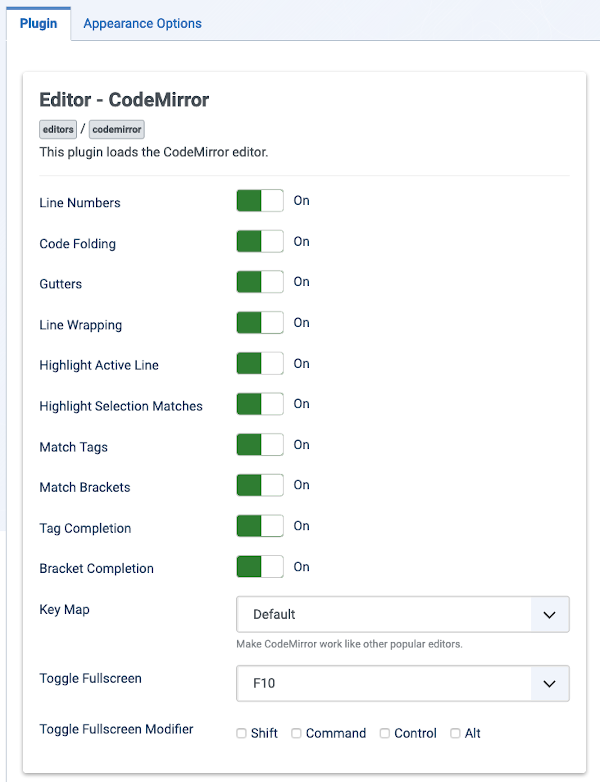 Plugin Appearance Options
Editor - CodeMirror
editors / codemirror
This plugin loads the CodeMirror editor.
Line Numbers On
Code Folding On
Gutters On
Line Wrapping On
Highlight Active Line On
Highlight Selection Matches On
Match Tags On
Match Brackets On
Tag Completion On
Bracket Completion On
Key Map Default
Make CodeMirror work like other popular editors.
Toggle Fullscreen F10
Toggle Fullscreen Modifier Shift Command Control Alt